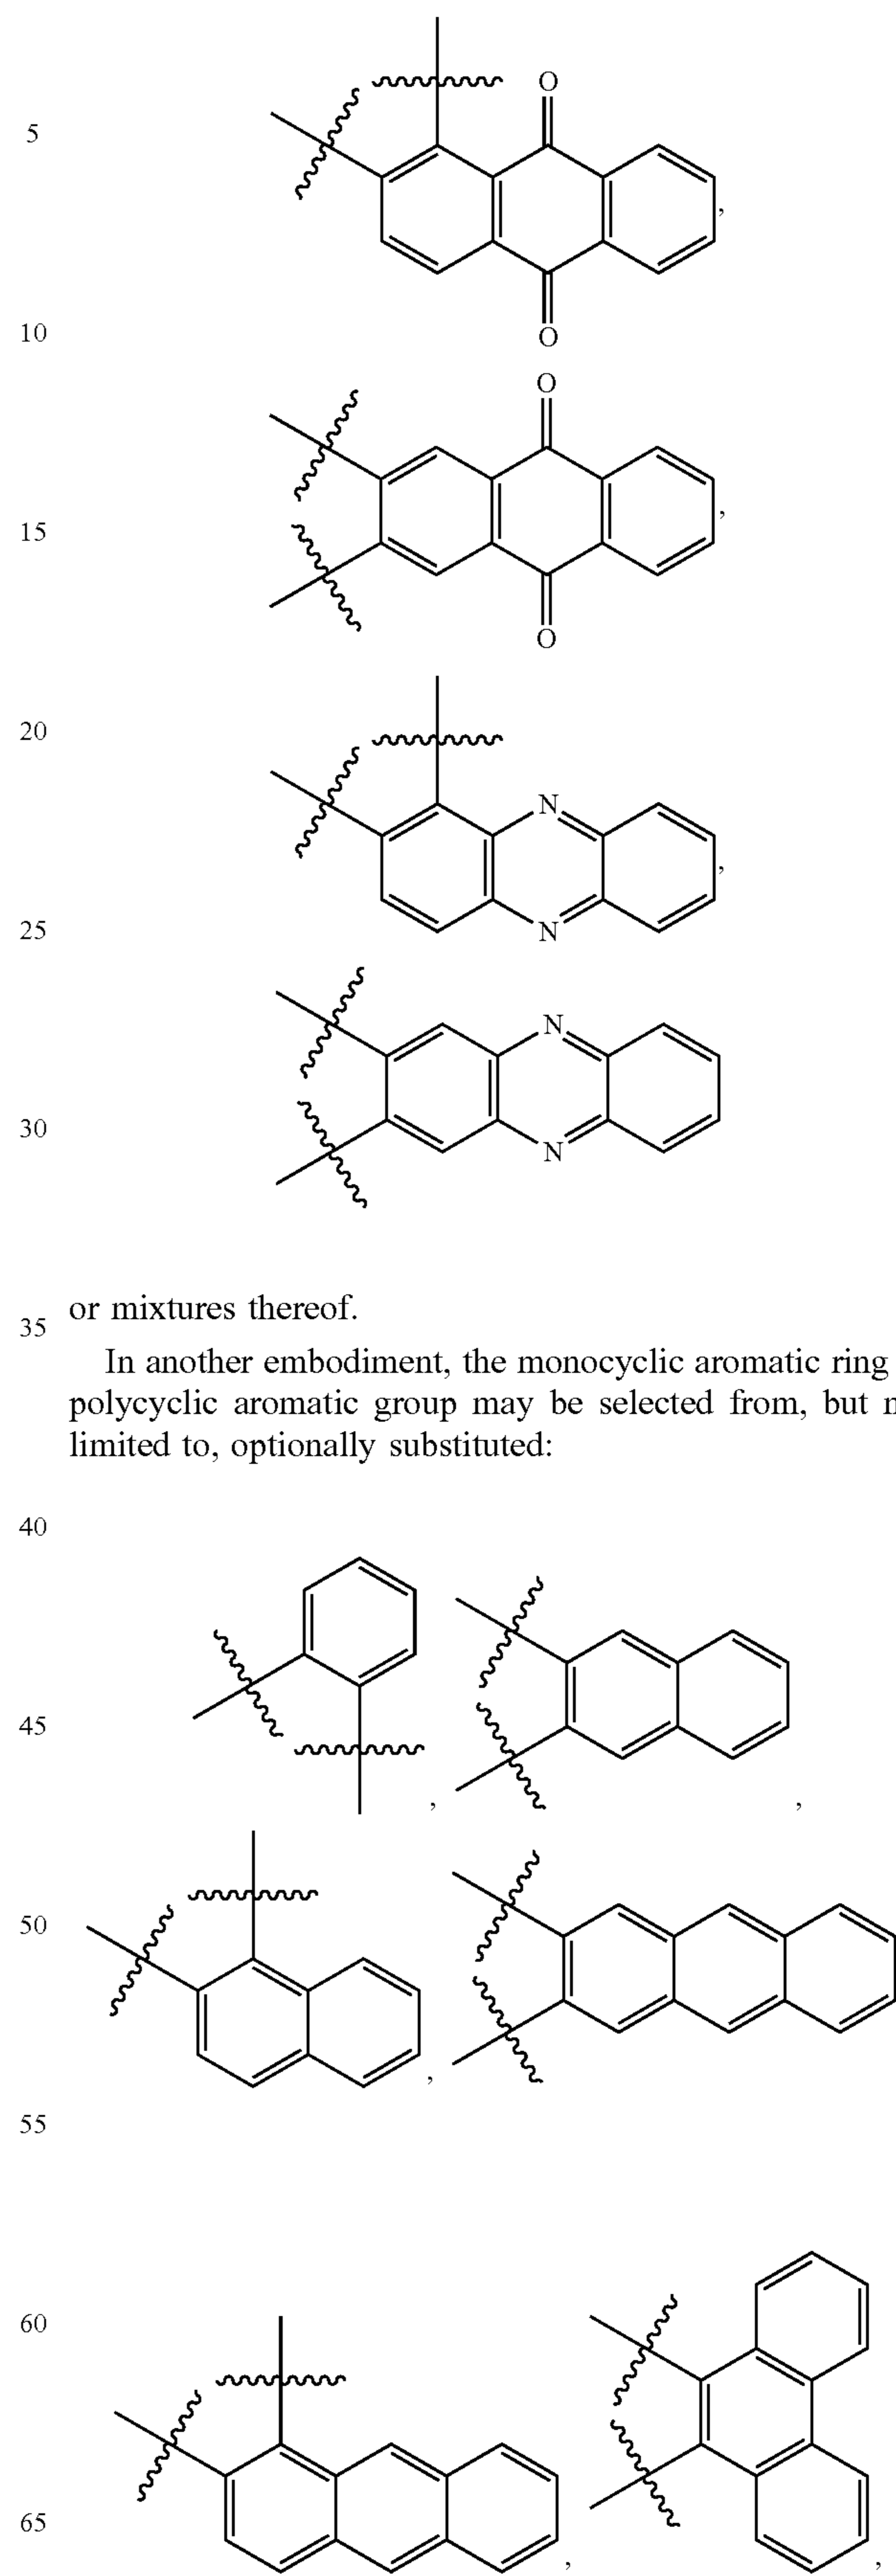 O
5
,
10
O
O
15
,
O
20
N
,
25
N
N
30
N
or mixtures thereof.
35
In another embodiment, the monocyclic aromatic ring
polycyclic aromatic group may be selected from, but
limited to, optionally substituted:
40
45
, ,
50
,
55
60
65
, ,